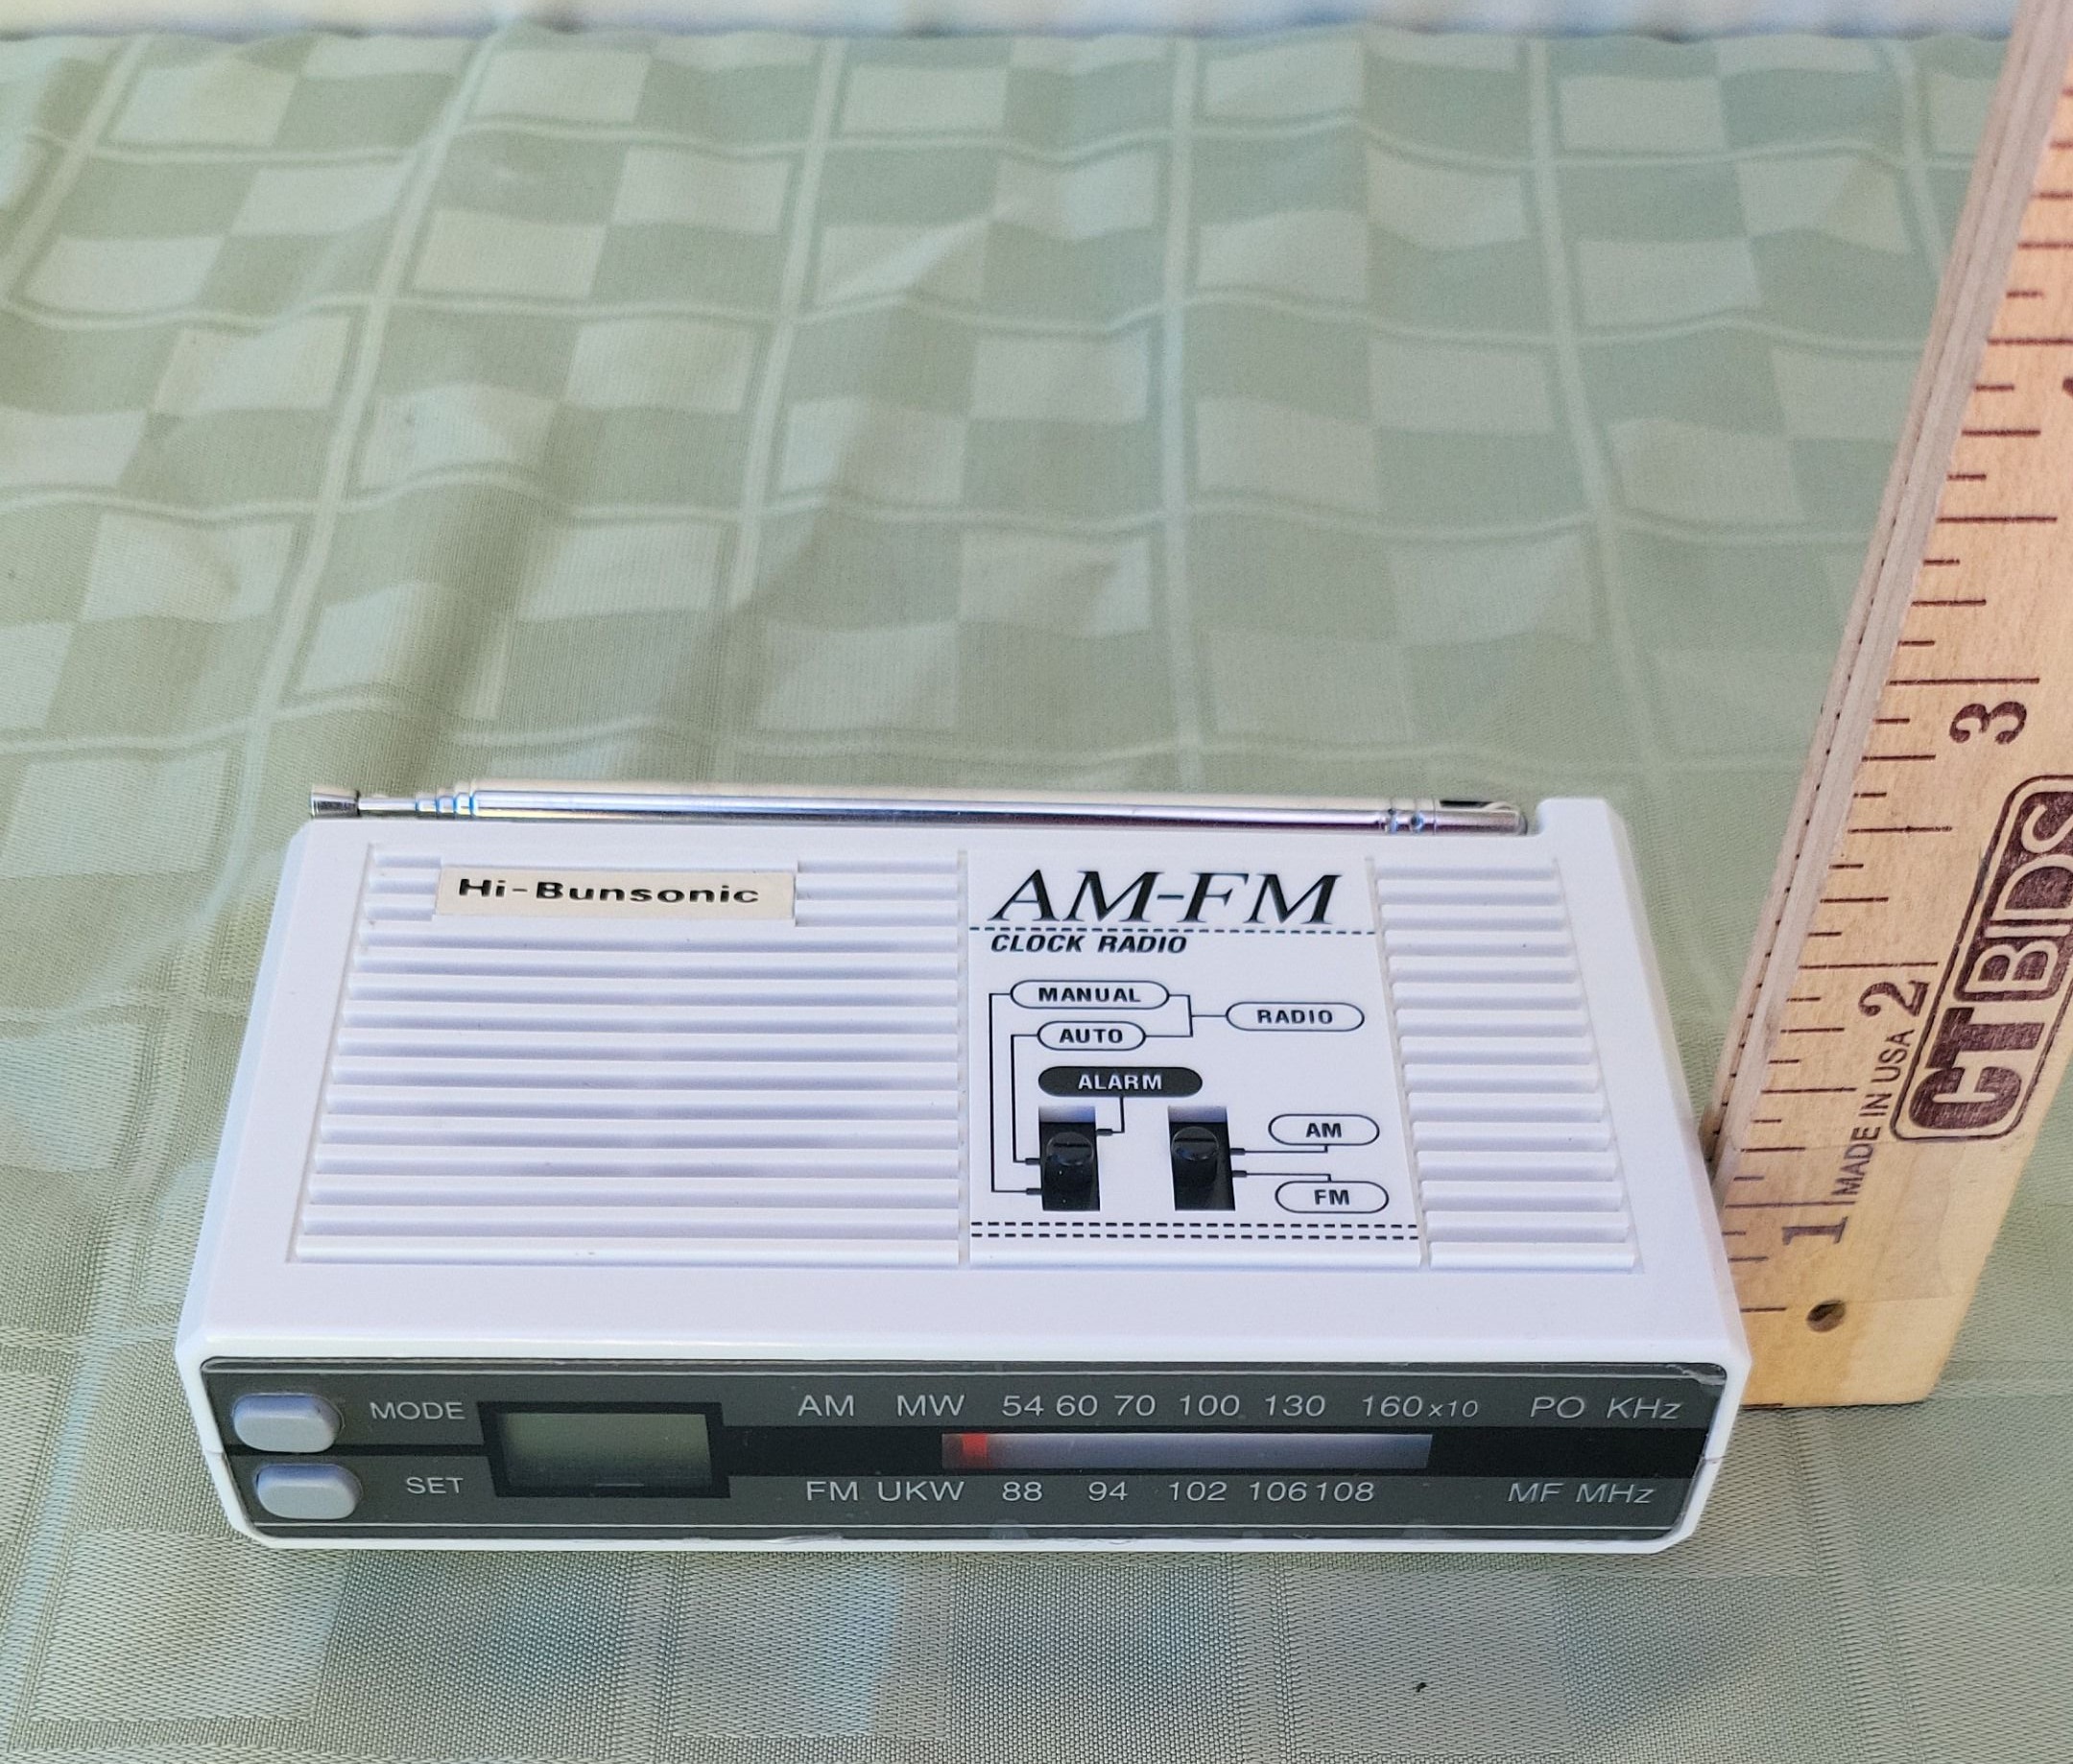 Hi-Bunsonic
AM-FM
CLOCK RADIO
MANUAL
AUTO
RADIO
ALARM
AM
FM
MODE
SET
AM MW 54 60 70 100 130 160x10 PO KHz
FM UKW 88 94 102 106 108 MF MHz
3
2
1
MADE IN USA
CTBIDS